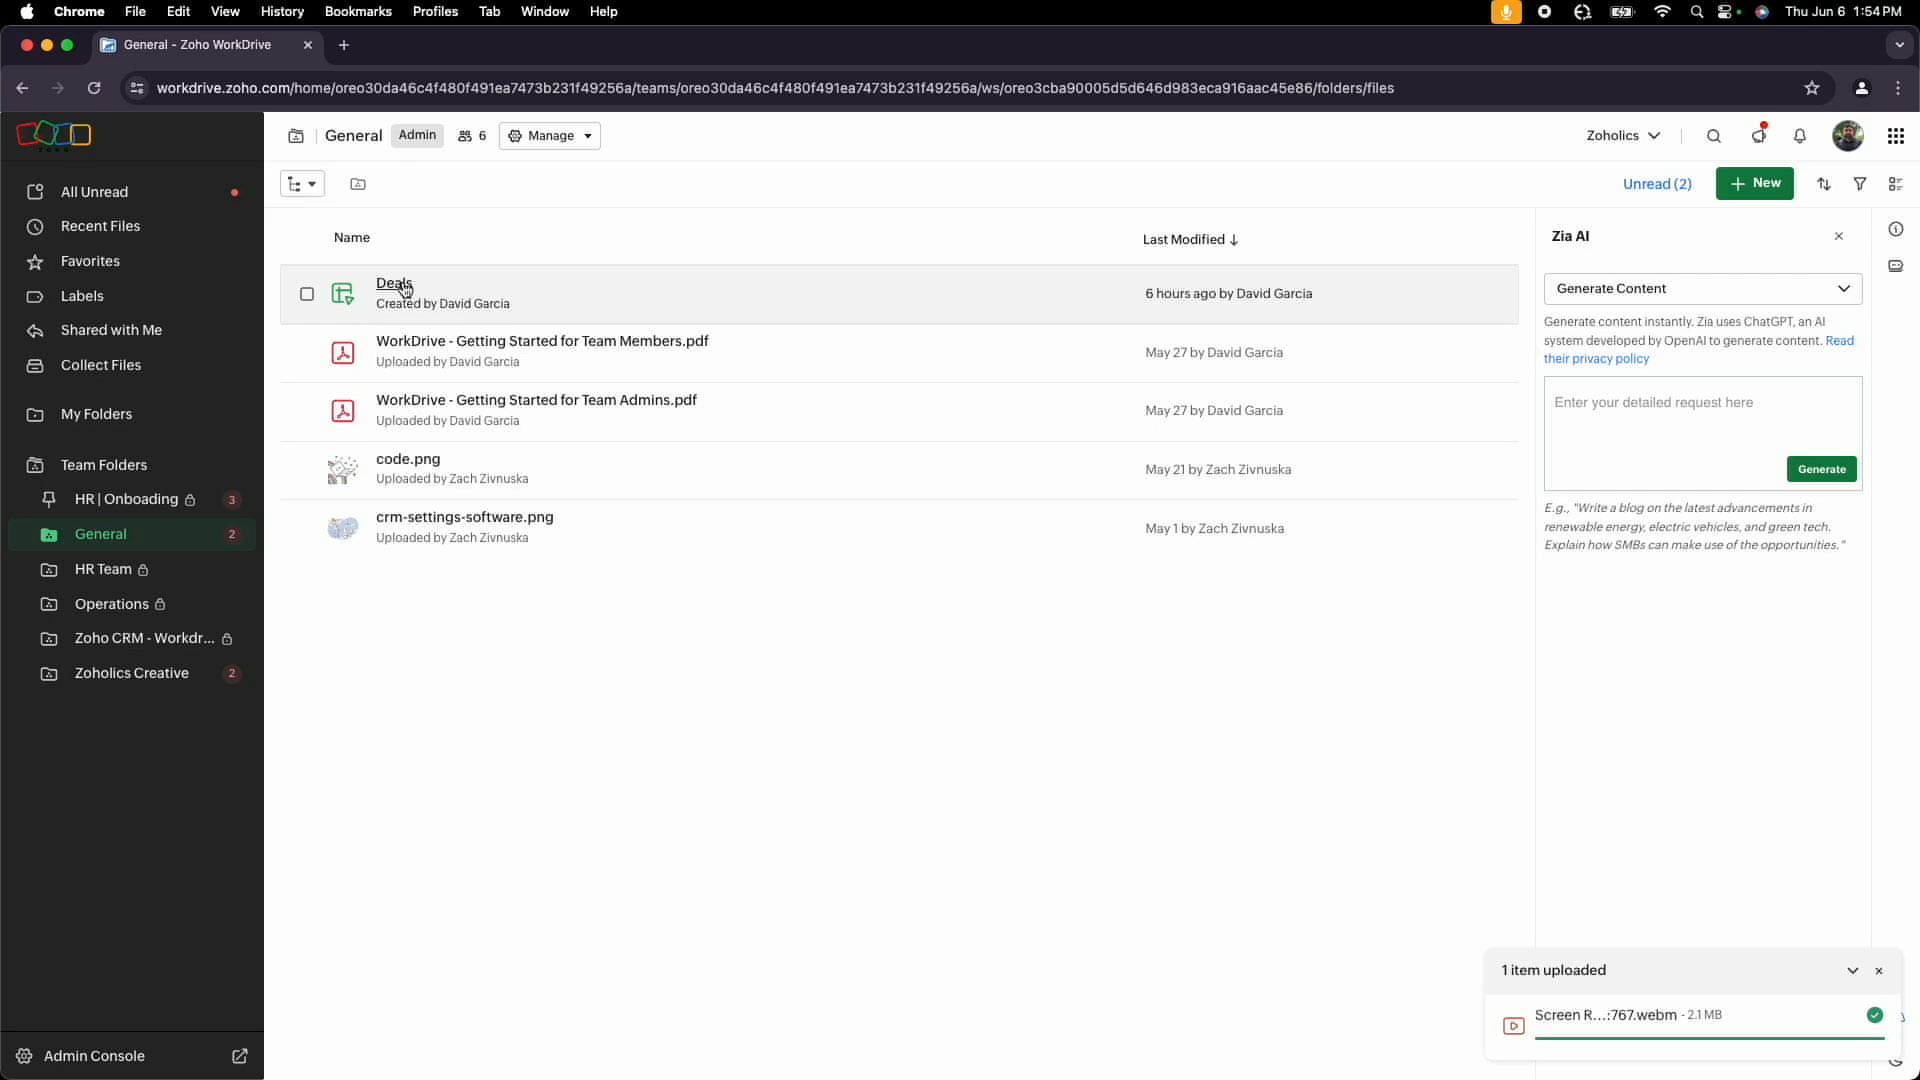 Chrome File Edit View History Bookmarks Profiles Tab Window Help Thu Jun 6 1:54 PM
General - Zoho WorkDrive
workdrive.zoho.com/home/oreo30da46c4f480f491ea7473b231f49256a/teams/oreo30da46c4f480f491ea7473b231f49256a/ws/oreo3cba90005d5d646d983eca916aac45e86/folders/files
ZOHO
General Admin 6 Manage
Zoholics
All Unread
Recent Files
Favorites
Labels
Shared with Me
Collect Files
My Folders
Team Folders
HR | Onboading 3
General 2
HR Team
Operations
Zoho CRM - Workdr...
Zoholics Creative 2
Admin Console
Unread (2)
New
Name Last Modified
Deals
Created by David Garcia
6 hours ago by David Garcia
WorkDrive - Getting Started for Team Members.pdf
Uploaded by David Garcia
May 27 by David Garcia
WorkDrive - Getting Started for Team Admins.pdf
Uploaded by David Garcia
May 27 by David Garcia
code.png
Uploaded by Zach Zivnuska
May 21 by Zach Zivnuska
crm-settings-software.png
Uploaded by Zach Zivnuska
May 1 by Zach Zivnuska
Zia AI
Generate Content
Generate content instantly. Zia uses ChatGPT, an AI
system developed by OpenAI to generate content. Read
their privacy policy
Enter your detailed request here
Generate
E.g., "Write a blog on the latest advancements in
renewable energy, electric vehicles, and green tech.
Explain how SMBs can make use of the opportunities."
1 item uploaded
Screen R...:767.webm - 2.1 MB